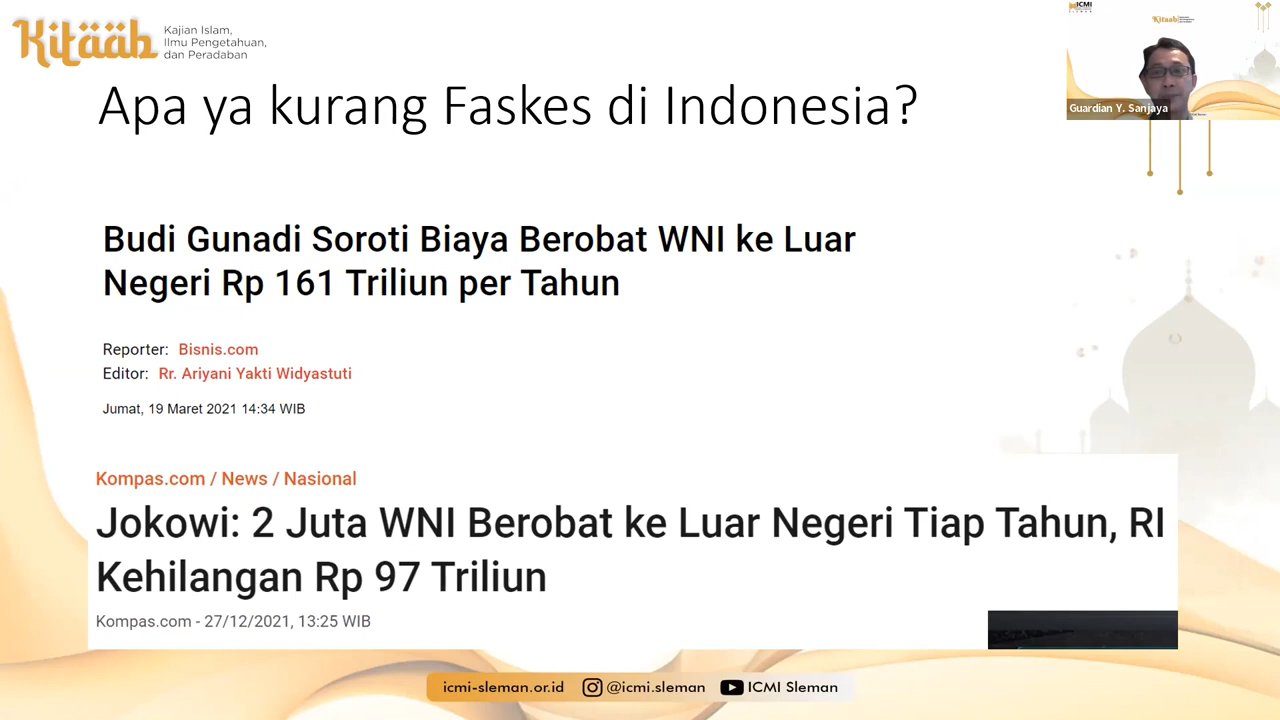 Kitääb
Kajian Islam,
Ilmu Pengetahuan,
dan Peradaban
ICMI
Kitaab
Guardian Y. Sanjaya
Apa ya kurang Faskes di Indonesia?
Budi Gunadi Soroti Biaya Berobat WNI ke Luar
Negeri Rp 161 Triliun per Tahun
Reporter: Bisnis.com
Editor: Rr. Ariyani Yakti Widyastuti
Jumat, 19 Maret 2021 14:34 WIB
Kompas.com / News / Nasional
Jokowi: 2 Juta WNI Berobat ke Luar Negeri Tiap Tahun, RI
Kehilangan Rp 97 Triliun
Kompas.com - 27/12/2021, 13:25 WIB
icmi-sleman.or.id @icmi.sleman ICMI Sleman